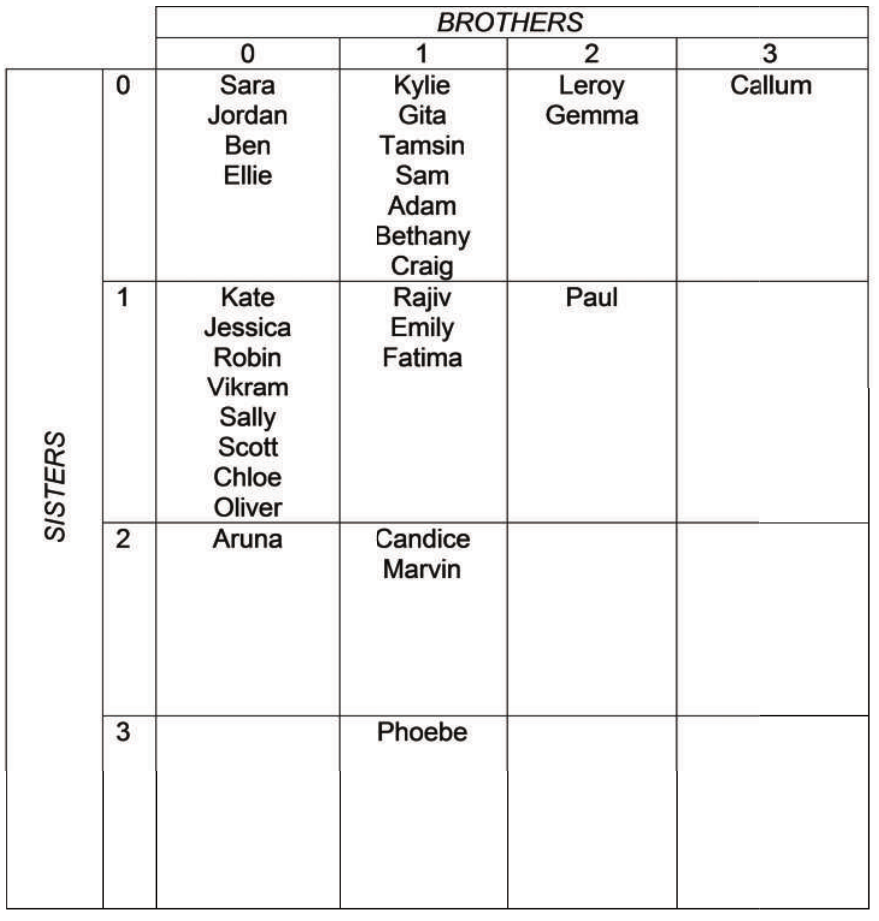 BROTHERS
0 1 2 3
SISTERS
0 Sara Kylie Leroy Callum
Jordan Gita Gemma
Ben Tamsin
Ellie Sam
Adam
Bethany
Craig
1 Kate Rajiv Paul
Jessica Emily
Robin Fatima
Vikram
Sally
Scott
Chloe
Oliver
2 Aruna Candice
Marvin
3 Phoebe